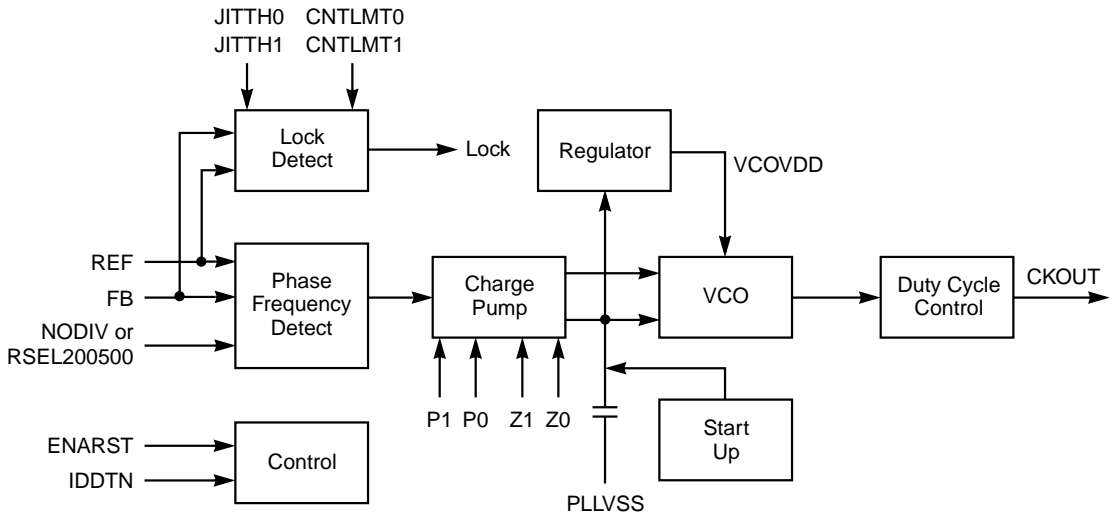 JITTH0 CNTLMT0
JITTH1 CNTLMT1
Lock
Detect
Lock
Regulator
VCOVDD
REF
FB
NODIV or
RSEL200500
Phase
Frequency
Detect
Charge
Pump
VCO
Duty Cycle
Control
CKOUT
P1 P0 Z1 Z0
Start
Up
ENARST
IDDTN
Control
PLLVSS